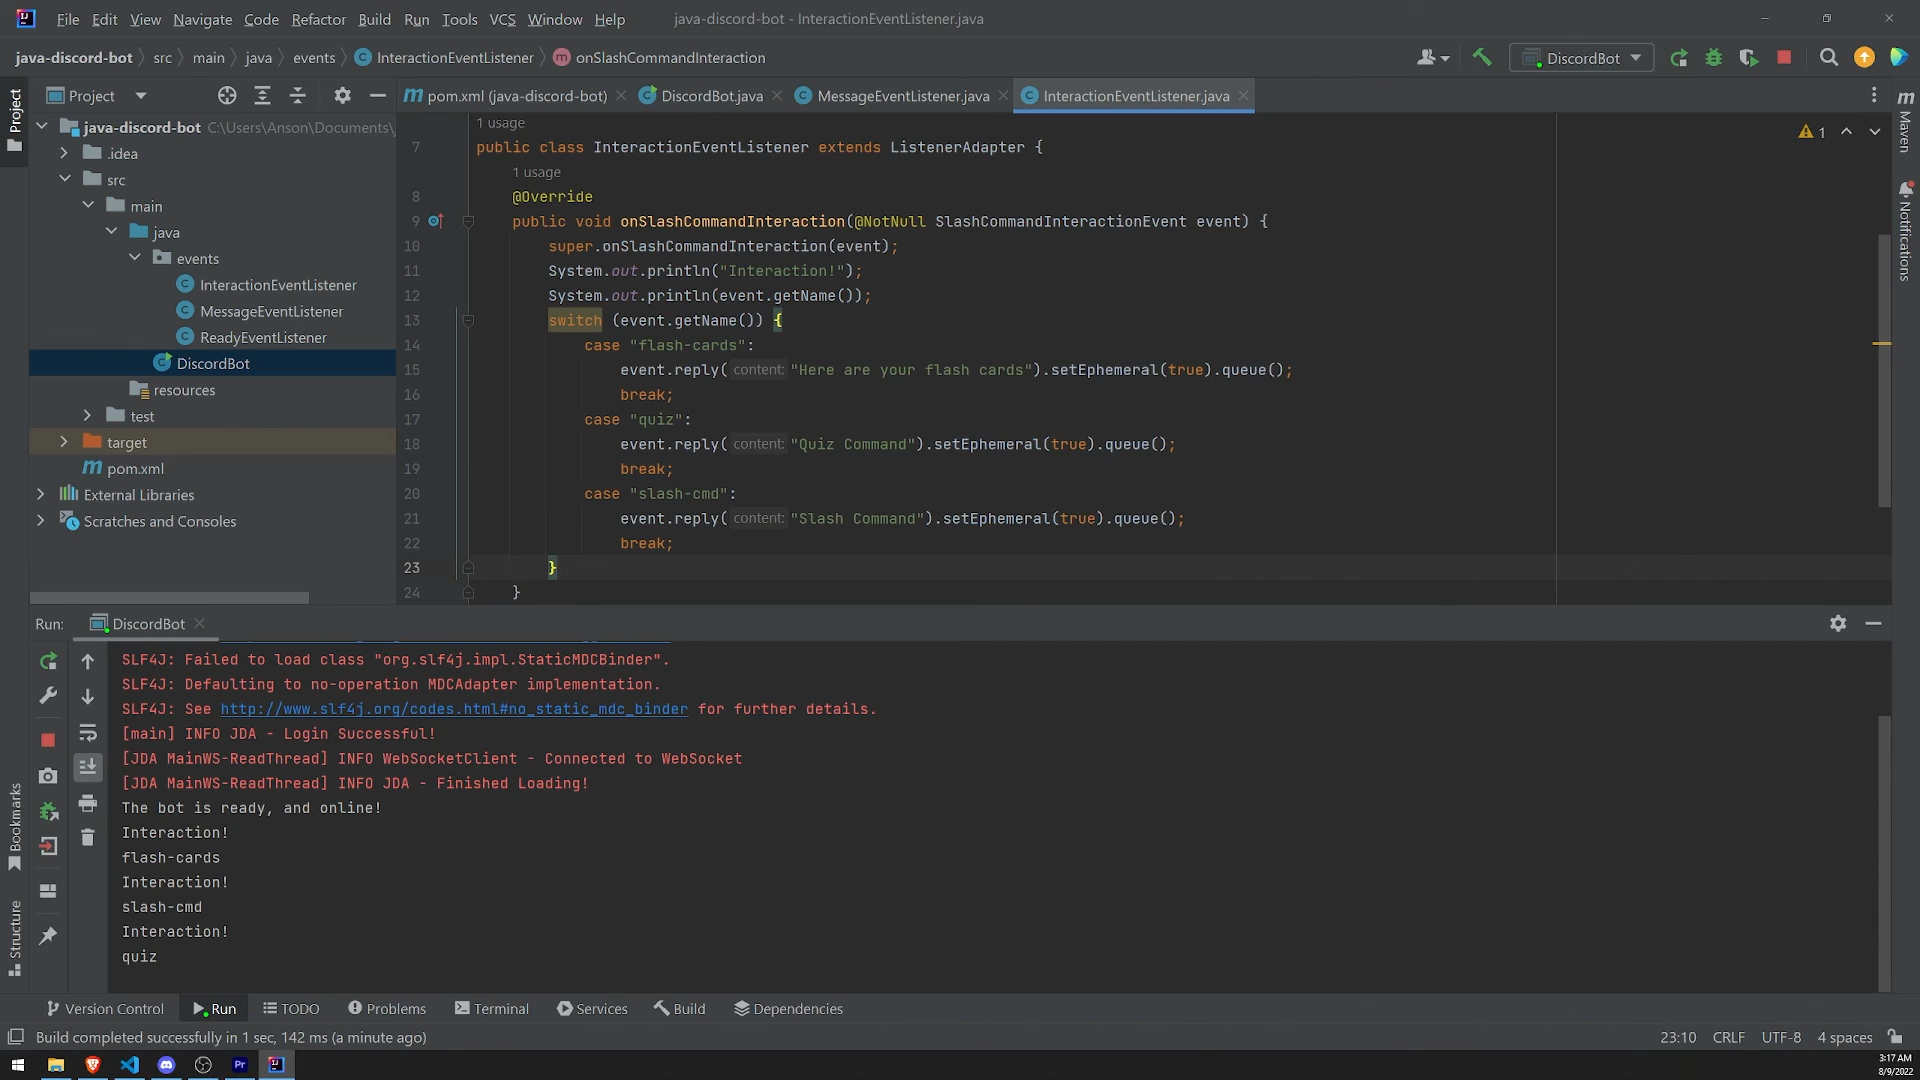 File Edit View Navigate Code Refactor Build Run Tools VCS Window Help java-discord-bot - InteractionEventListener.java
java-discord-bot src main java events InteractionEventListener onSlashCommandInteraction DiscordBot
Project
pom.xml (java-discord-bot) DiscordBot.java MessageEventListener.java InteractionEventListener.java
Project
java-discord-bot C:\Users\Anson\Documents\
.idea
src
main
java
events
InteractionEventListener
MessageEventListener
ReadyEventListener
DiscordBot
resources
test
target
pom.xml
External Libraries
Scratches and Consoles
1 usage
7 public class InteractionEventListener extends ListenerAdapter {
1 usage
8 @Override
9 public void onSlashCommandInteraction(@NotNull SlashCommandInteractionEvent event) {
10 super.onSlashCommandInteraction(event);
11 System.out.println("Interaction!");
12 System.out.println(event.getName());
13 switch (event.getName()) {
14 case "flash-cards":
15 event.reply( content: "Here are your flash cards").setEphemeral(true).queue();
16 break;
17 case "quiz":
18 event.reply( content: "Quiz Command").setEphemeral(true).queue();
19 break;
20 case "slash-cmd":
21 event.reply( content: "Slash Command").setEphemeral(true).queue();
22 break;
23 }
24 }
1
Maven
Notifications
Run: DiscordBot
SLF4J: Failed to load class "org.slf4j.impl.StaticMDCBinder".
SLF4J: Defaulting to no-operation MDCAdapter implementation.
SLF4J: See http://www.slf4j.org/codes.html#no_static_mdc_binder for further details.
[main] INFO JDA - Login Successful!
[JDA MainWS-ReadThread] INFO WebSocketClient - Connected to WebSocket
[JDA MainWS-ReadThread] INFO JDA - Finished Loading!
The bot is ready, and online!
Interaction!
flash-cards
Interaction!
slash-cmd
Interaction!
quiz
Bookmarks
Structure
Version Control Run TODO Problems Terminal Services Build Dependencies
Build completed successfully in 1 sec, 142 ms (a minute ago) 23:10 CRLF UTF-8 4 spaces
Pr
3:17 AM
8/9/2022